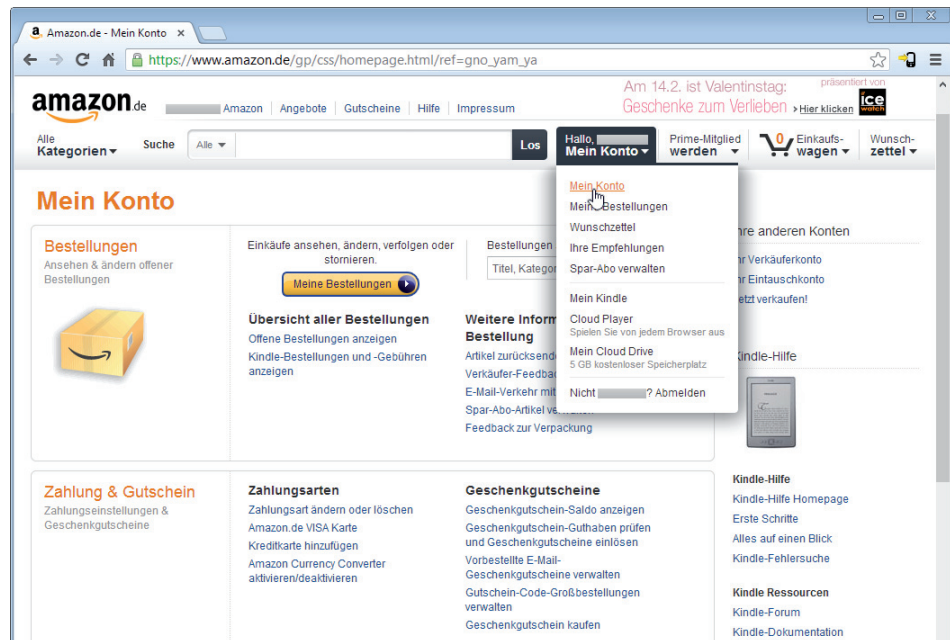 Amazon.de - Mein Konto
https://www.amazon.de/gp/css/homepage.html/ref=gno_yam_ya
amazon.de
Amazon | Angebote | Gutscheine | Hilfe | Impressum
Am 14.2. ist Valentinstag:
Geschenke zum Verlieben › Hier klicken
präsentiert von
ice watch
Alle
Kategorien
Suche
Alle
Los
Hallo,
Mein Konto
Prime-Mitglied
werden
0 Einkaufs-
wagen
Wunsch-
zettel
Mein Konto
Meine Bestellungen
Wunschzettel
Ihre Empfehlungen
Spar-Abo verwalten
Mein Kindle
Cloud Player
Spielen Sie von jedem Browser aus
Mein Cloud Drive
5 GB kostenloser Speicherplatz
Nicht ? Abmelden
Mein Konto
Bestellungen
Ansehen & ändern offener
Bestellungen
Einkäufe ansehen, ändern, verfolgen oder
stornieren.
Meine Bestellungen
Bestellungen
Titel, Kategor
Übersicht aller Bestellungen
Offene Bestellungen anzeigen
Kindle-Bestellungen und -Gebühren
anzeigen
Weitere Inform
Bestellung
Artikel zurücksend
Verkäufer-Feedba
E-Mail-Verkehr mit
Spar-Abo-Artikel verwalten
Feedback zur Verpackung
Zahlung & Gutschein
Zahlungseinstellungen &
Geschenkgutscheine
Zahlungsarten
Zahlungsart ändern oder löschen
Amazon.de VISA Karte
Kreditkarte hinzufügen
Amazon Currency Converter
aktivieren/deaktivieren
Geschenkgutscheine
Geschenkgutschein-Saldo anzeigen
Geschenkgutschein-Guthaben prüfen
und Geschenkgutscheine einlösen
Vorbestellte E-Mail-
Geschenkgutscheine verwalten
Gutschein-Code-Großbestellungen
verwalten
Geschenkgutschein kaufen
hre anderen Konten
hr Verkäuferkonto
hr Eintauschkonto
etzt verkaufen!
Kindle-Hilfe
Kindle-Hilfe
Kindle-Hilfe Homepage
Erste Schritte
Alles auf einen Blick
Kindle-Fehlersuche
Kindle Ressourcen
Kindle-Forum
Kindle-Dokumentation